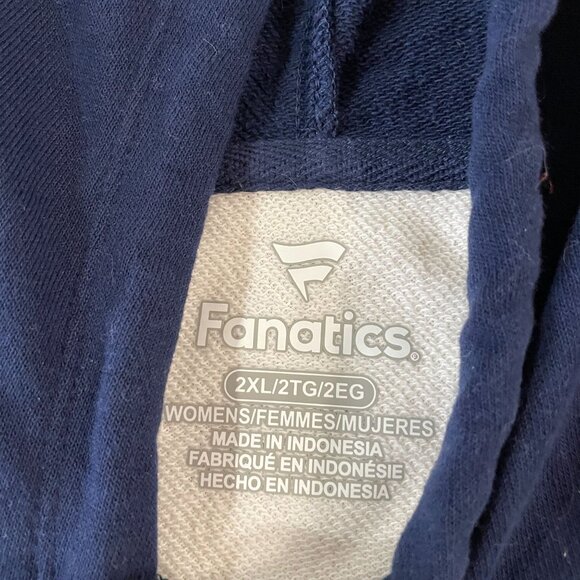 Fanatics®
2XL/2TG/2EG
WOMENS/FEMMES/MUJERES
MADE IN INDONESIA
FABRIQUÉ EN INDONÉSIE
HECHO EN INDONESIA